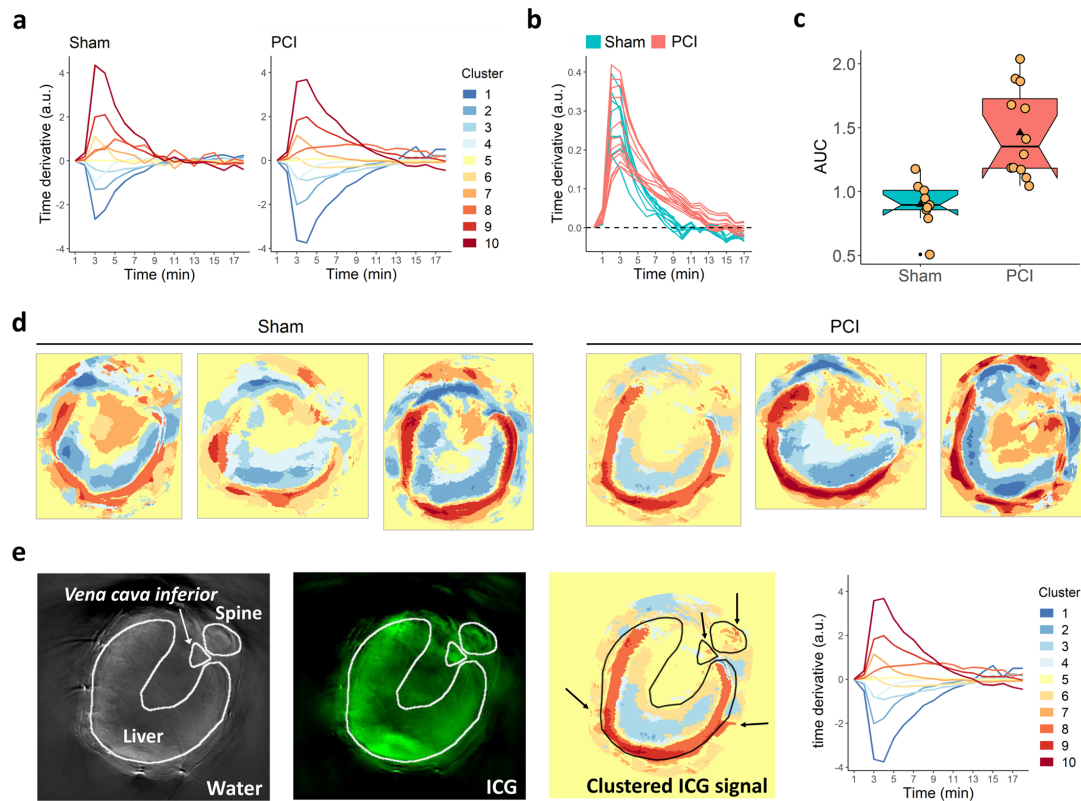 a
Sham
PCI
Time derivative (a.u.)
4
2
0
-2
-4
1 3 5 7 9 11 13 15 17
Time (min)
1 3 5 7 9 11 13 15 17
Time (min)
Cluster
1
2
3
4
5
6
7
8
9
10
b
Sham PCI
Time derivative (a.u.)
0.4
0.3
0.2
0.1
0.0
1 3 5 7 9 11 13 15 17
Time (min)
c
AUC
2.0
1.5
1.0
0.5
Sham PCI
d
Sham
PCI
e
Vena cava inferior
Spine
Liver
Water
ICG
Clustered ICG signal
time derivative (a.u.)
4
2
0
-2
-4
1 3 5 7 9 11 13 15 17
Time (min)
Cluster
1
2
3
4
5
6
7
8
9
10